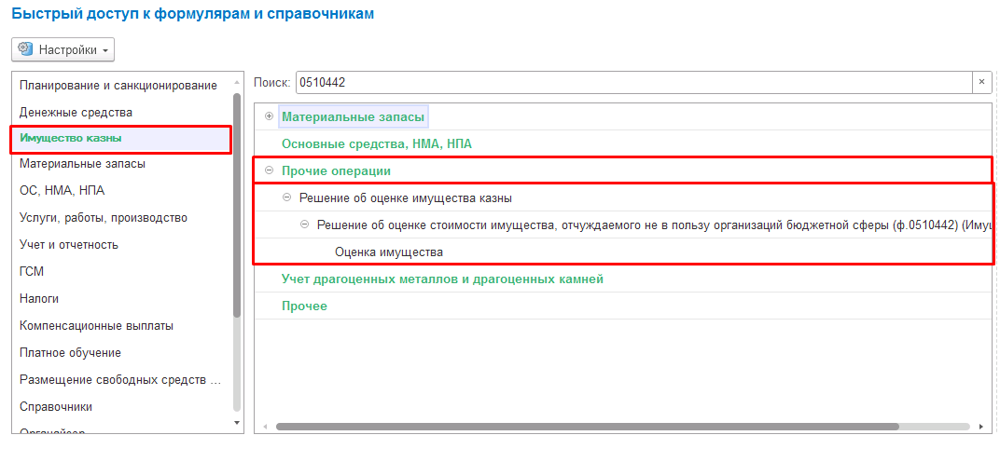 Быстрый доступ к формулярам и справочникам
Настройки
Планирование и санкционирование
Денежные средства
Имущество казны
Материальные запасы
ОС, НМА, НПА
Услуги, работы, производство
Учет и отчетность
ГСМ
Налоги
Компенсационные выплаты
Платное обучение
Размещение свободных средств ...
Справочники
Органайзер
Поиск: 0510442 ×
Материальные запасы
Основные средства, НМА, НПА
Прочие операции
Решение об оценке имущества казны
Решение об оценке стоимости имущества, отчуждаемого не в пользу организаций бюджетной сферы (ф.0510442) (Имущ
Оценка имущества
Учет драгоценных металлов и драгоценных камней
Прочее